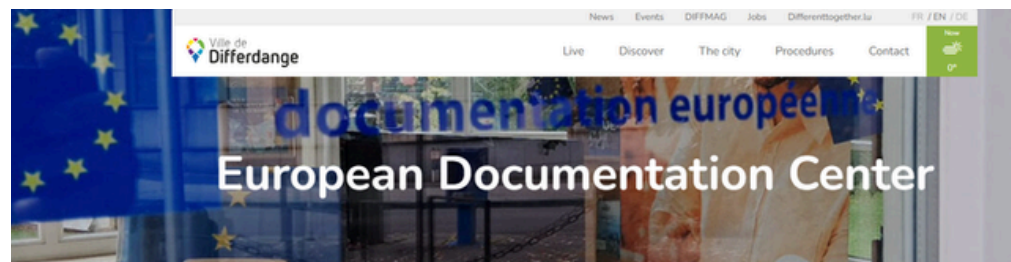 News Events DIFFMAG Jobs Differenttogether.lu FR / EN / DE
Ville de
Differdange
Live Discover The city Procedures Contact
Now
0°
documentation européenne
European Documentation Center